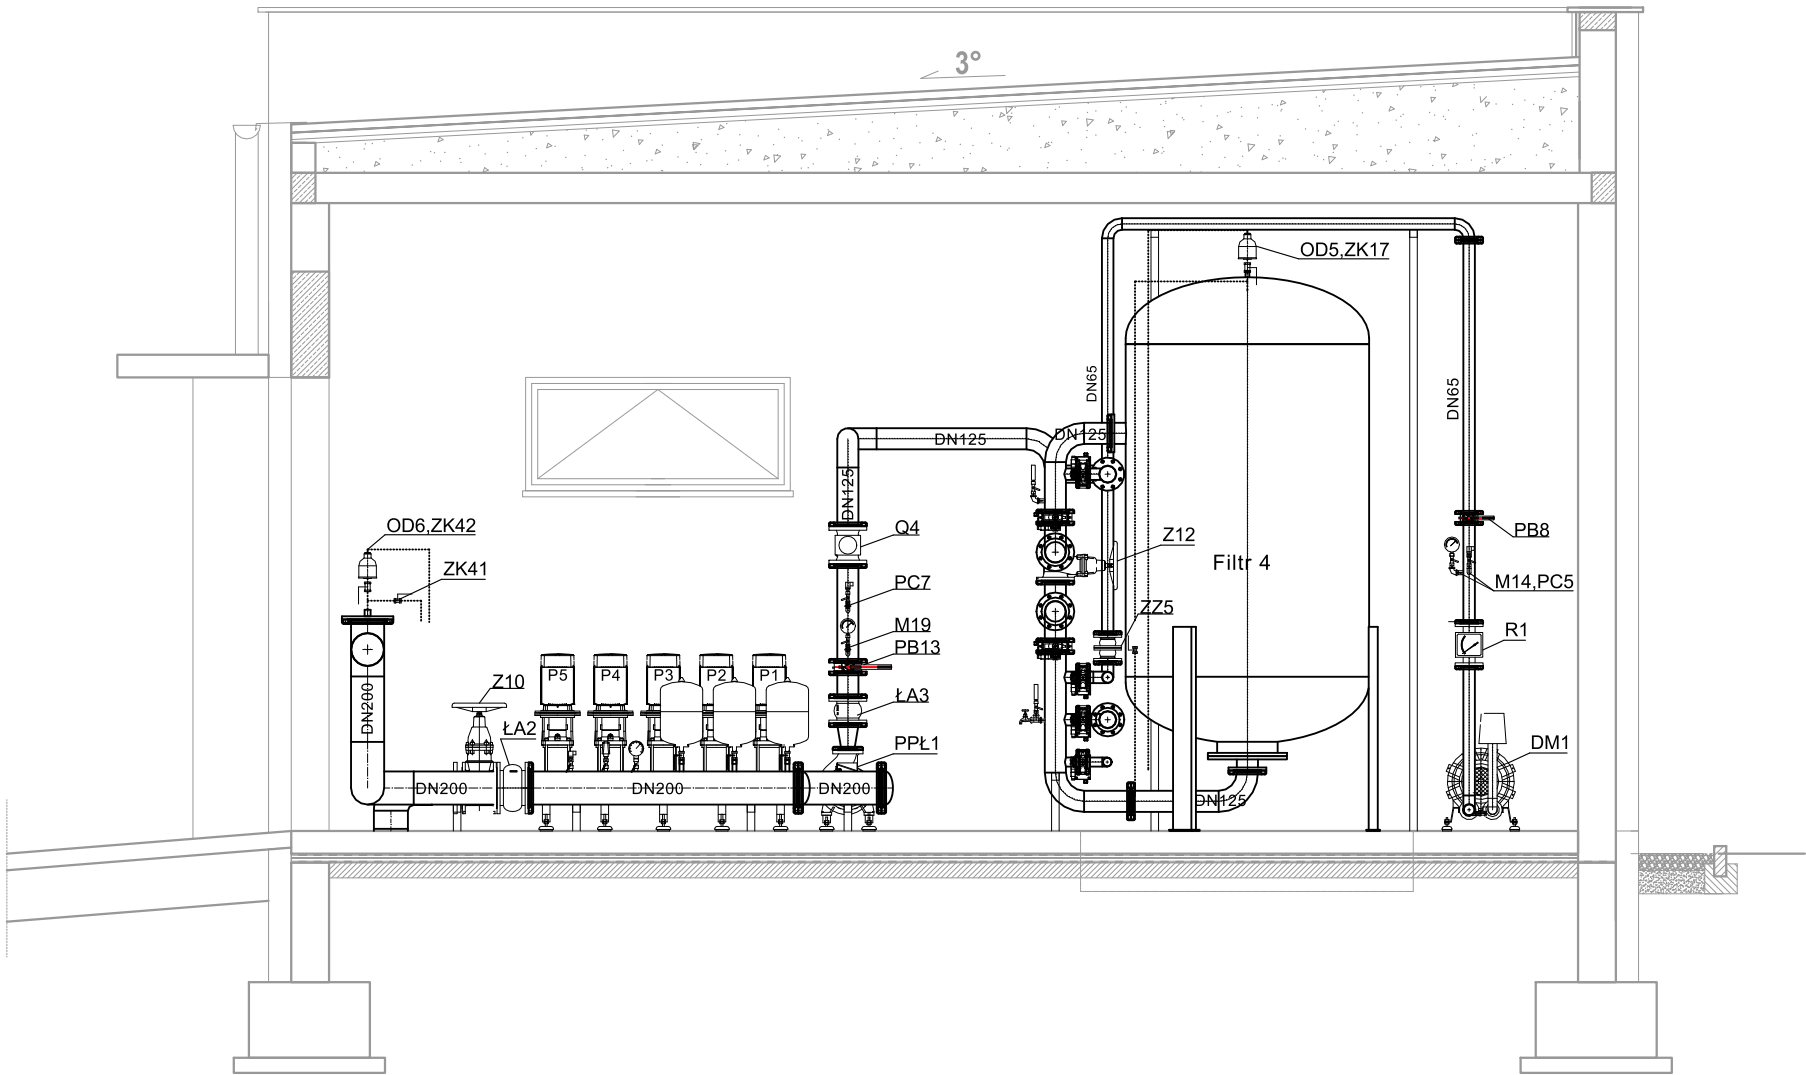 3°
OD5,ZK17
DN65
DN65
DN125
DN125
DN125
OD6,ZK42
Q4
PB8
Z12
Filtr 4
ZK41
PC7
M14,PC5
ZZ5
M19
R1
PB13
P5
P4
P3
P2
P1
Z10
ŁA3
DN200
ŁA2
PPŁ1
DM1
DN200
DN200
DN200
DN125